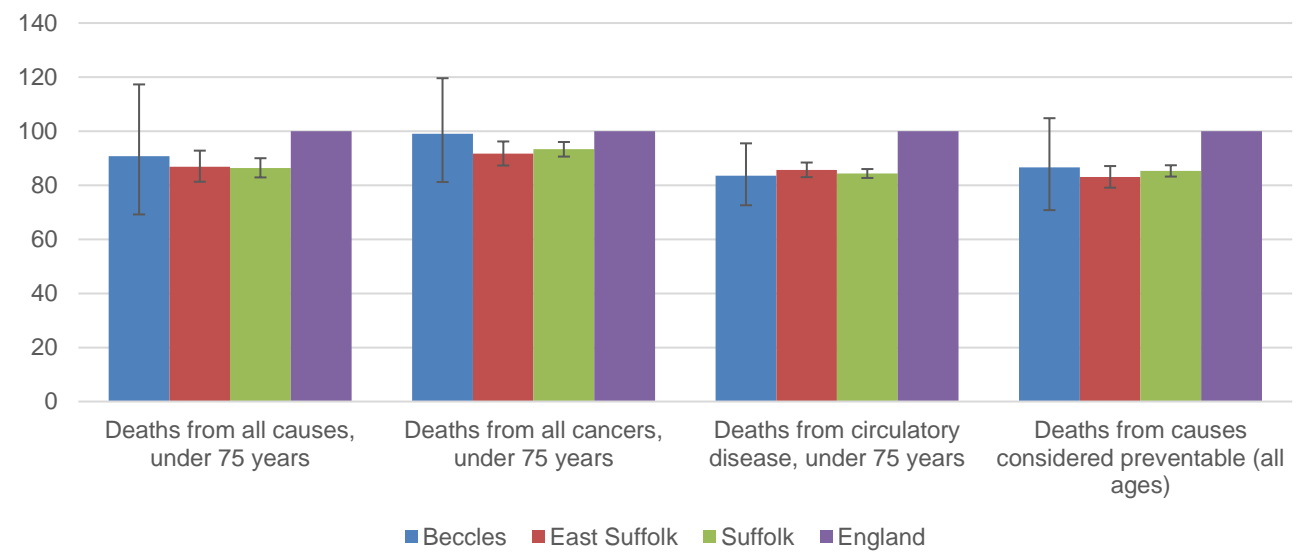 140
120
100
80
60
40
20
0
Deaths from all causes,
under 75 years
Deaths from all cancers,
under 75 years
Deaths from circulatory
disease, under 75 years
Deaths from causes
considered preventable (all
ages)
Beccles East Suffolk Suffolk England